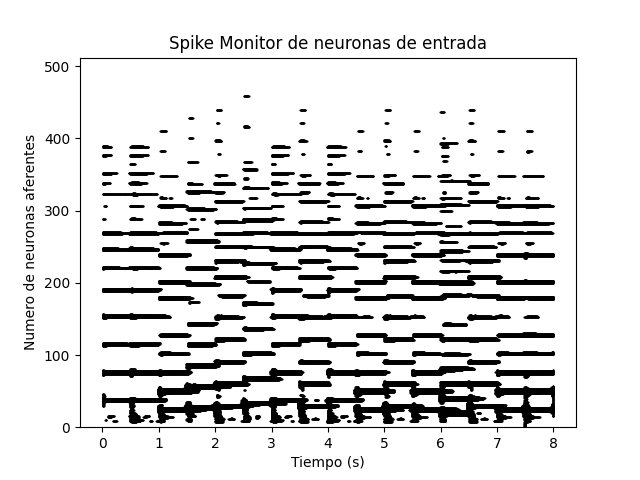 Spike Monitor de neuronas de entrada
500
400
300
200
100
0
Numero de neuronas aferentes
0 1 2 3 4 5 6 7 8
Tiempo (s)